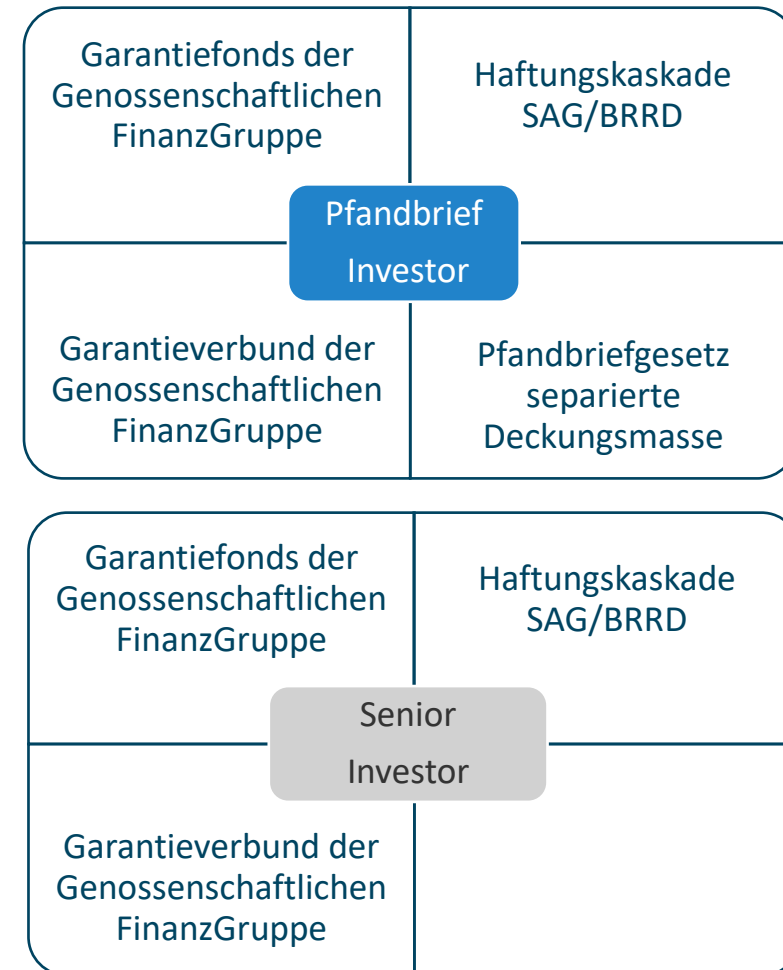 Garantiefonds der
Genossenschaftlichen
FinanzGruppe
Haftungskaskade
SAG/BRRD
Pfandbrief
Investor
Garantieverbund der
Genossenschaftlichen
FinanzGruppe
Pfandbriefgesetz
separierte
Deckungsmasse
Garantiefonds der
Genossenschaftlichen
FinanzGruppe
Haftungskaskade
SAG/BRRD
Senior
Investor
Garantieverbund der
Genossenschaftlichen
FinanzGruppe